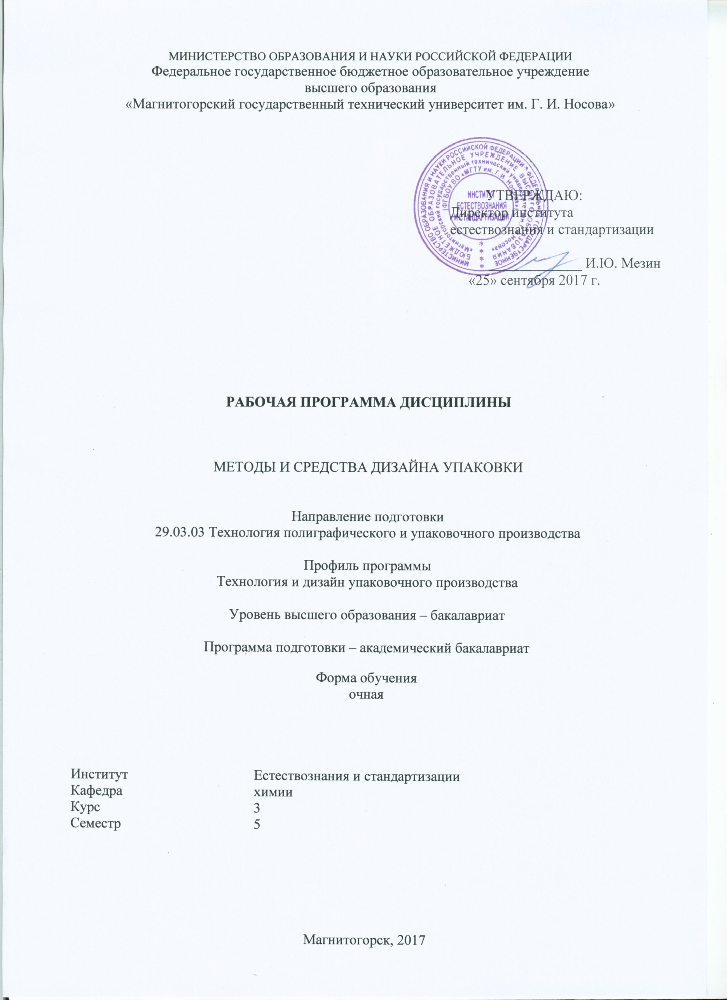 МИНИСТЕРСТВО ОБРАЗОВАНИЯ И НАУКИ РОССИЙСКОЙ ФЕДЕРАЦИИ
Федеральное государственное бюджетное образовательное учреждение
высшего образования
«Магнитогорский государственный технический университет им. Г. И. Носова»
МИНИСТЕРСТВО ОБРАЗОВАНИЯ И НАУКИ РОССИЙСКОЙ ФЕДЕРАЦИИ * ФЕДЕРАЛЬНОЕ ГОСУДАРСТВЕННОЕ
БЮДЖЕТНОЕ ОБРАЗОВАТЕЛЬНОЕ УЧРЕЖДЕНИЕ ВЫСШЕГО ОБРАЗОВАНИЯ
«Магнитогорский государственный технический университет им. Г.И. Носова»
(ФГБОУ ВО «МГТУ им. Г.И. Носова»)
ИНСТИТУТ
ЕСТЕСТВОЗНАНИЯ
И СТАНДАРТИЗАЦИИ
УТВЕРЖДАЮ:
Директор института
естествознания и стандартизации
И.Ю. Мезин
«25» сентября 2017 г.
РАБОЧАЯ ПРОГРАММА ДИСЦИПЛИНЫ
МЕТОДЫ И СРЕДСТВА ДИЗАЙНА УПАКОВКИ
Направление подготовки
29.03.03 Технология полиграфического и упаковочного производства
Профиль программы
Технология и дизайн упаковочного производства
Уровень высшего образования – бакалавриат
Программа подготовки – академический бакалавриат
Форма обучения
очная
Институт Естествознания и стандартизации
Кафедра химии
Курс 3
Семестр 5
Магнитогорск, 2017